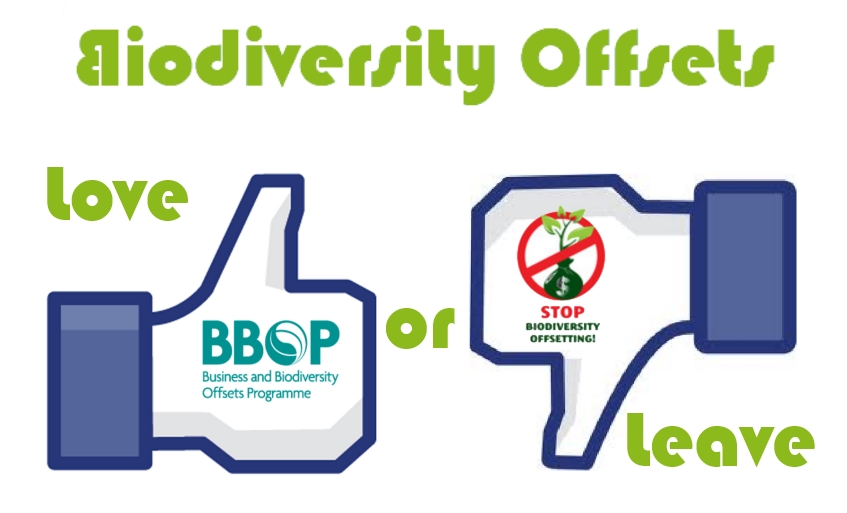 Biodiversity Offsets
Love
BBOP
Business and Biodiversity
Offsets Programme
or
$
STOP
BIODIVERSITY
OFFSETTING!
Leave